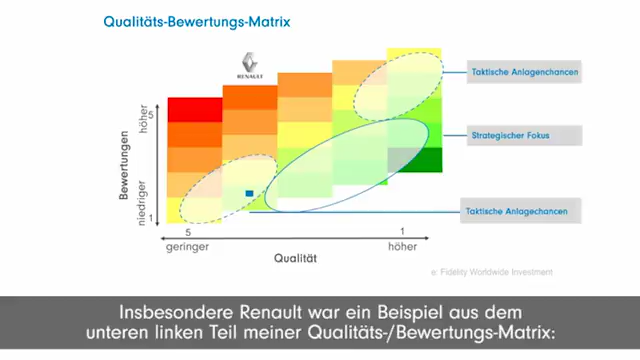 Qualitäts-Bewertungs-Matrix
RENAULT
Taktische Anlagenchancen
Strategischer Fokus
Taktische Anlagechancen
Bewertungen
höher
niedriger
5
1
5
1
geringer
höher
Qualität
e: Fidelity Worldwide Investment
Insbesondere Renault war ein Beispiel aus dem
unteren linken Teil meiner Qualitäts-/Bewertungs-Matrix: